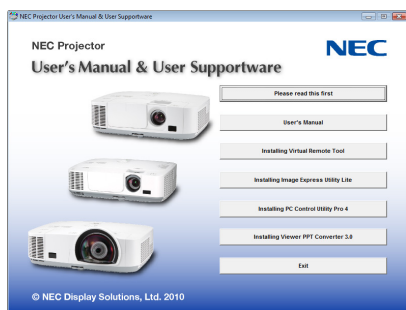 NEC Projector User's Manual & User Supportware
NEC Projector
NEC
User's Manual & User Supportware
Please read this first
User's Manual
Installing Virtual Remote Tool
Installing Image Express Utility Lite
Installing PC Control Utility Pro 4
Installing Viewer PPT Converter 3.0
Exit
© NEC Display Solutions, Ltd. 2010